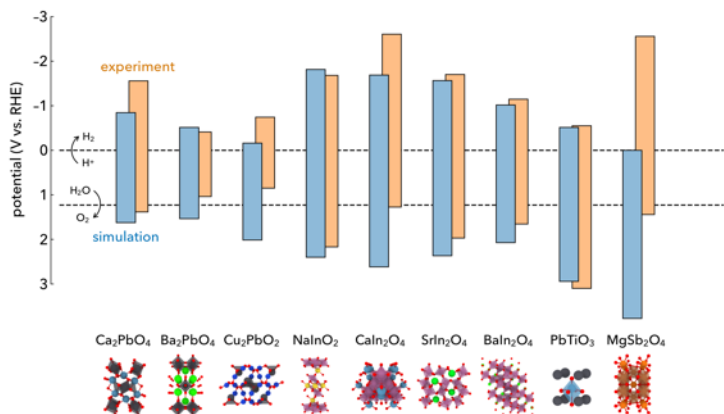 potential (V vs. RHE)
−3
−2
−1
0
1
2
3
experiment
H₂
H⁺
H₂O
O₂
simulation
Ca₂PbO₄ Ba₂PbO₄ Cu₂PbO₂ NaInO₂ CaIn₂O₄ SrIn₂O₄ BaIn₂O₄ PbTiO₃ MgSb₂O₄